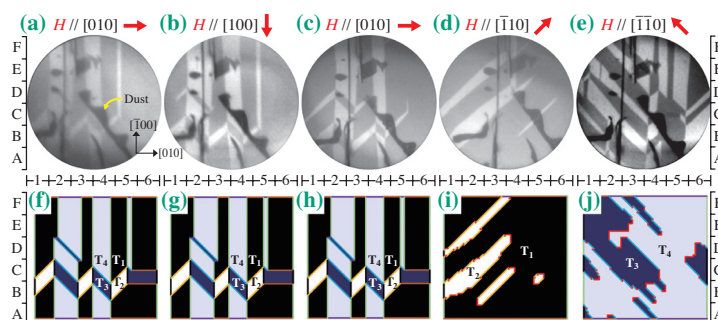 (a) H // [010] (b) H // [100] (c) H // [010] (d) H // [1̄10] (e) H // [1̄1̄0]
F F
E E
D Dust D
C [1̄00] C
B B
A [010] A
1 2 3 4 5 6 1 2 3 4 5 6 1 2 3 4 5 6 1 2 3 4 5 6 1 2 3 4 5 6
(f) (g) (h) (i) (j)
F F
E E
D T4 T1 T4 T1 T4 T1 T1 T4 D
C T3 T2 T3 T2 T3 T2 T2 T3 C
B B
A A